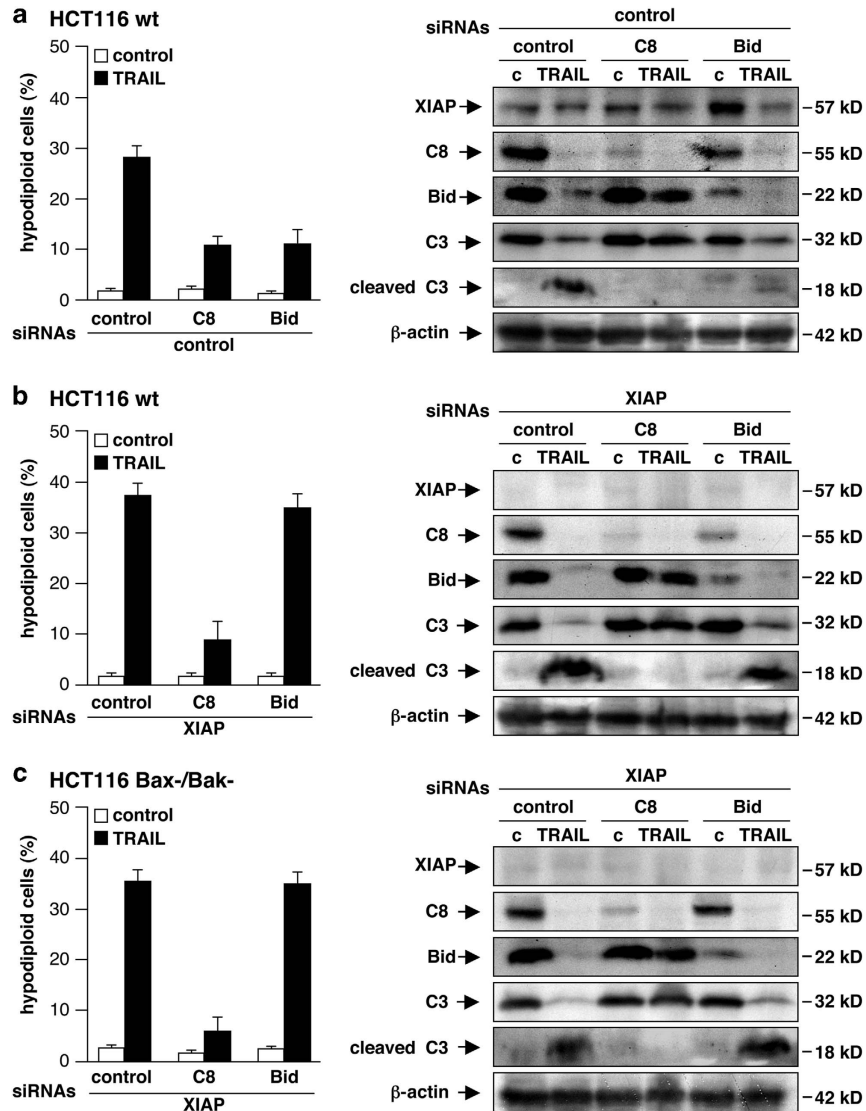 a HCT116 wt
50
40
30
20
10
0
hypodiploid cells (%)
control
TRAIL
control C8 Bid
siRNAs
control
control
siRNAs
control C8 Bid
c TRAIL c TRAIL c TRAIL
XIAP -57 kD
C8 -55 kD
Bid -22 kD
C3 -32 kD
cleaved C3 -18 kD
β-actin -42 kD
b HCT116 wt
50
40
30
20
10
0
hypodiploid cells (%)
control
TRAIL
control C8 Bid
siRNAs
XIAP
XIAP
siRNAs
control C8 Bid
c TRAIL c TRAIL c TRAIL
XIAP -57 kD
C8 -55 kD
Bid -22 kD
C3 -32 kD
cleaved C3 -18 kD
β-actin -42 kD
c HCT116 Bax-/Bak-
50
40
30
20
10
0
hypodiploid cells (%)
control
TRAIL
control C8 Bid
siRNAs
XIAP
XIAP
siRNAs
control C8 Bid
c TRAIL c TRAIL c TRAIL
XIAP -57 kD
C8 -55 kD
Bid -22 kD
C3 -32 kD
cleaved C3 -18 kD
β-actin -42 kD